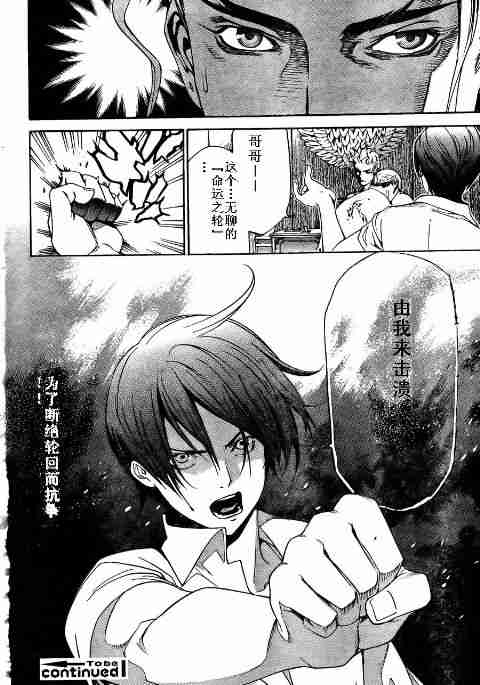 哥哥——
这个…无聊的
『命运之轮』
…
由我来击溃
为了断绝轮回而抗争
！！
To be
continued